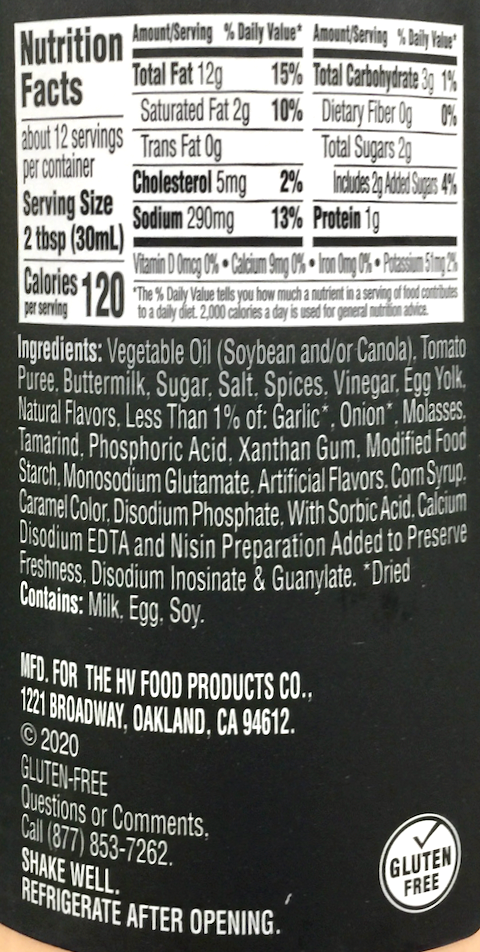 Nutrition
Facts
about 12 servings
per container
Serving Size
2 tbsp (30mL)
Calories 120
per serving
Amount/Serving % Daily Value*
Total Fat 12g 15%
Saturated Fat 2g 10%
Trans Fat 0g
Cholesterol 5mg 2%
Sodium 290mg 13%
Amount/Serving % Daily Value*
Total Carbohydrate 3g 1%
Dietary Fiber 0g 0%
Total Sugars 2g
Includes 2g Added Sugars 4%
Protein 1g
Vitamin D 0mcg 0% • Calcium 9mg 0% • Iron 0mg 0% • Potassium 51mg 2%
*The % Daily Value tells you how much a nutrient in a serving of food contributes
to a daily diet. 2,000 calories a day is used for general nutrition advice.
Ingredients: Vegetable Oil (Soybean and/or Canola), Tomato
Puree, Buttermilk, Sugar, Salt, Spices, Vinegar, Egg Yolk,
Natural Flavors, Less Than 1% of: Garlic*, Onion*, Molasses,
Tamarind, Phosphoric Acid, Xanthan Gum, Modified Food
Starch, Monosodium Glutamate, Artificial Flavors, Corn Syrup,
Caramel Color, Disodium Phosphate, With Sorbic Acid, Calcium
Disodium EDTA and Nisin Preparation Added to Preserve
Freshness, Disodium Inosinate & Guanylate. *Dried
Contains: Milk, Egg, Soy.
MFD. FOR THE HV FOOD PRODUCTS CO.,
1221 BROADWAY, OAKLAND, CA 94612.
© 2020
GLUTEN-FREE
Questions or Comments,
Call (877) 853-7262.
SHAKE WELL.
REFRIGERATE AFTER OPENING.
GLUTEN
FREE